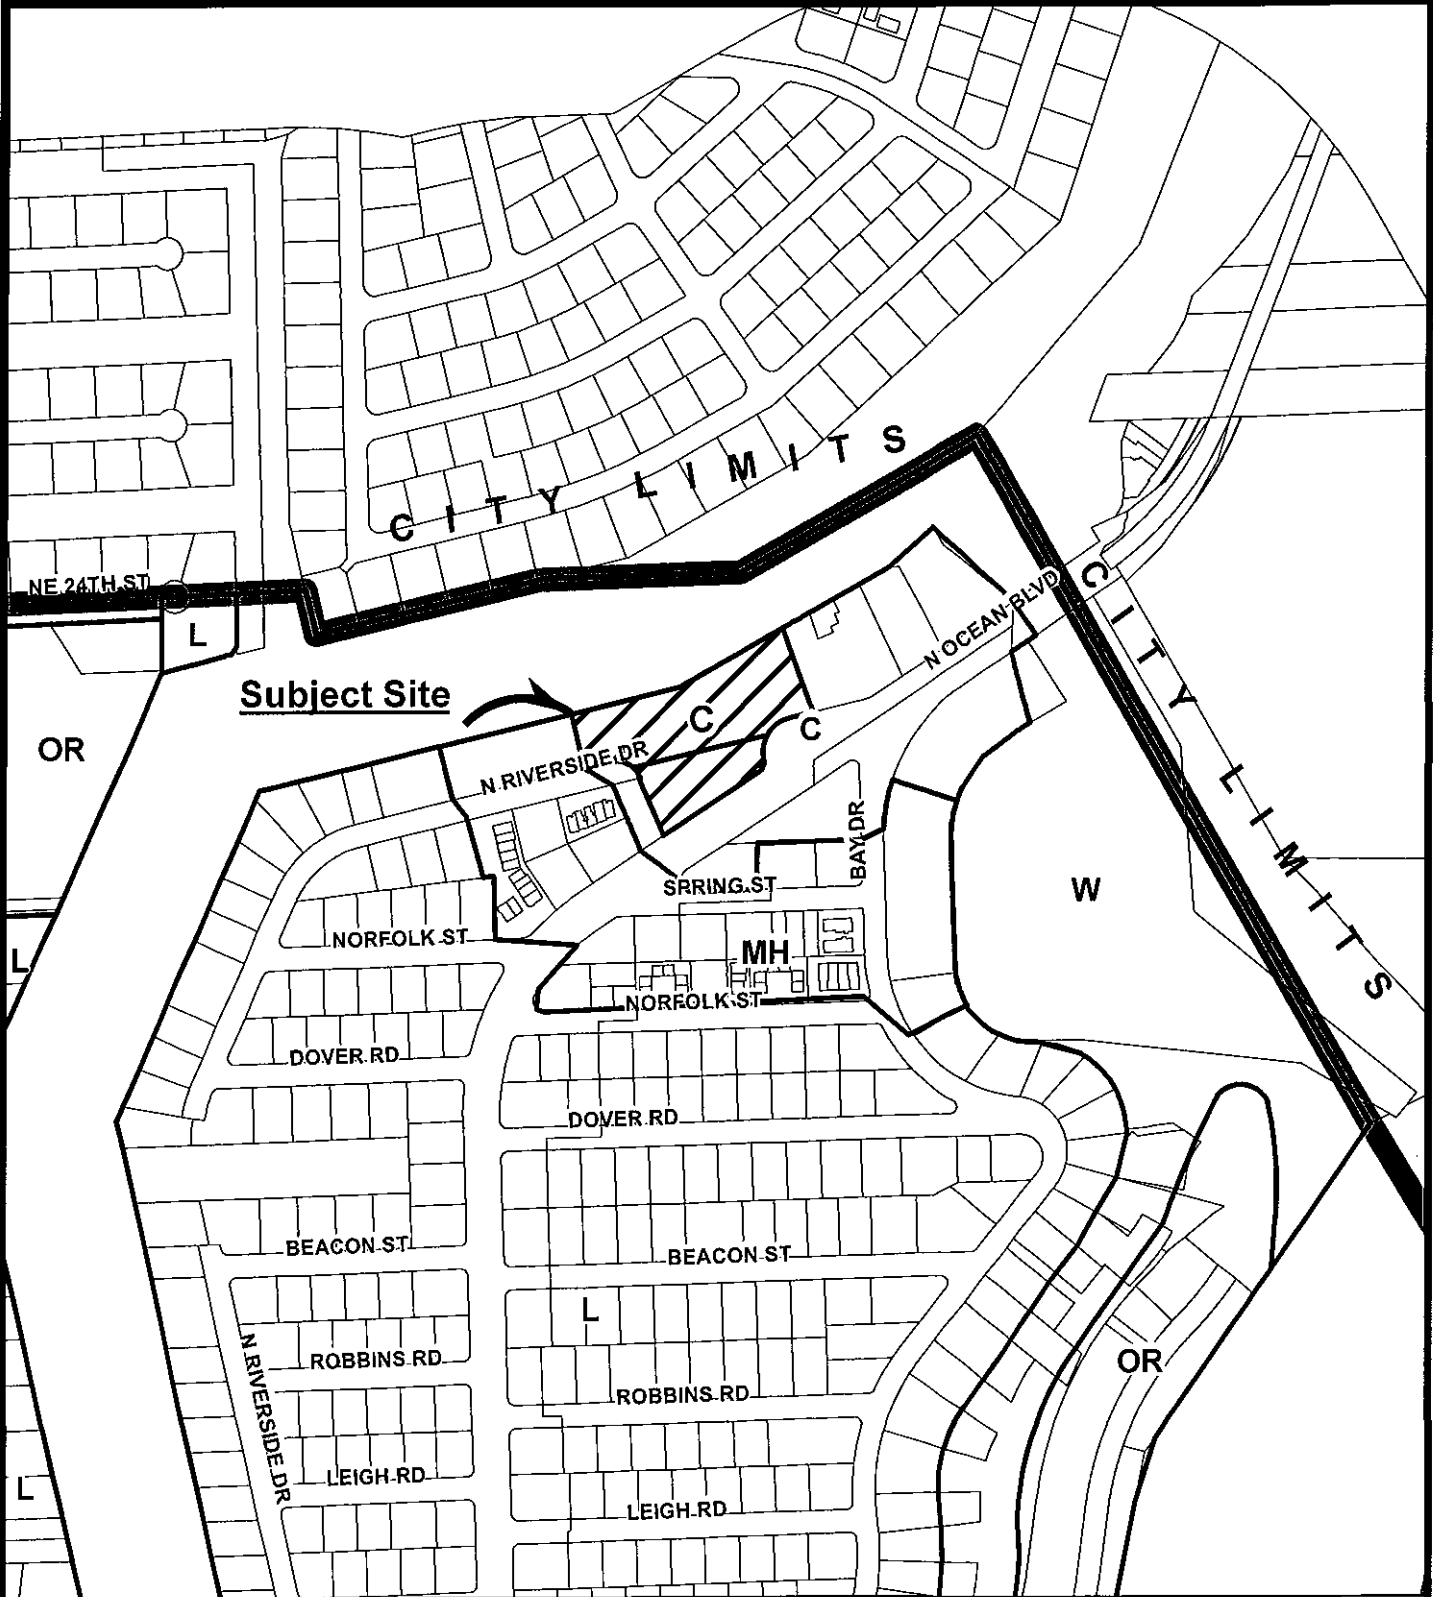 CITY LIMITS
NE 24TH ST
L
Subject Site
N OCEAN BLVD
CITY LIMITS
C
C
OR
N RIVERSIDE DR
BAY DR
SPRING ST
W
NORFOLK ST
MH
L
NORFOLK ST
DOVER RD
DOVER RD
BEACON ST
BEACON ST
L
N RIVERSIDE DR
ROBBINS RD
OR
ROBBINS RD
LEIGH RD
L
LEIGH RD